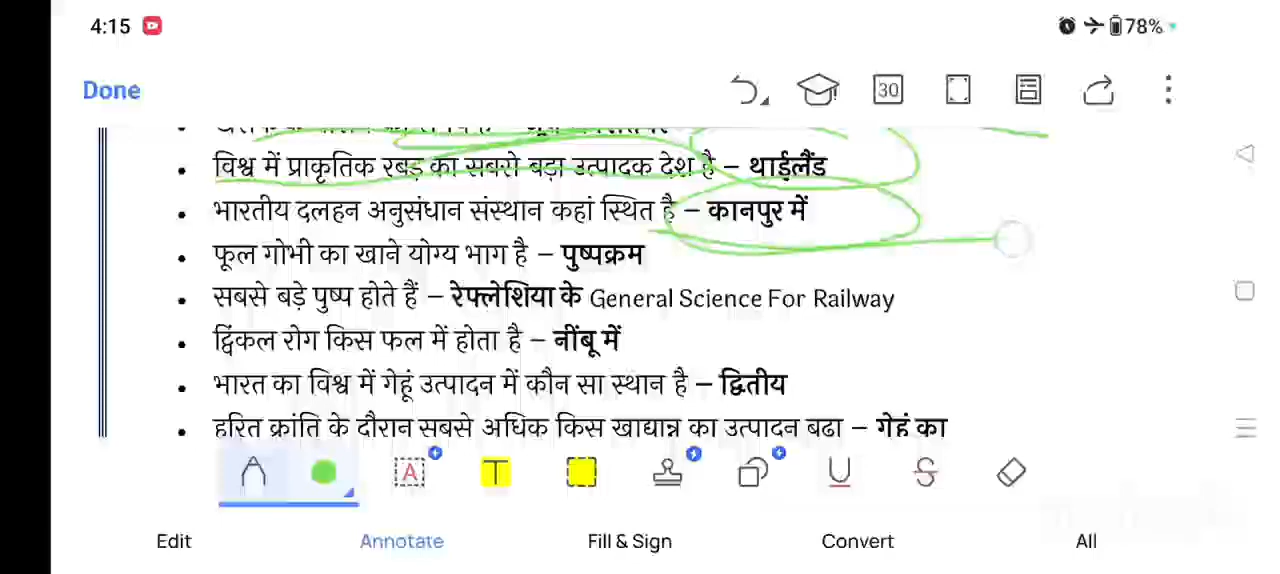 4:15
78%
Done
30
• विश्व में प्राकृतिक रबड़ का सबसे बड़ा उत्पादक देश है – थाईलैंड
• भारतीय दलहन अनुसंधान संस्थान कहां स्थित है – कानपुर में
• फूल गोभी का खाने योग्य भाग है – पुष्पक्रम
• सबसे बड़े पुष्प होते हैं – रेफ्लेशिया के General Science For Railway
• ट्विंकल रोग किस फल में होता है – नींबू में
• भारत का विश्व में गेहूं उत्पादन में कौन सा स्थान है – द्वितीय
• हरित क्रांति के दौरान सबसे अधिक किस खाद्यान्न का उत्पादन बढा – गेहूं का
A T U S
Edit Annotate Fill & Sign Convert All